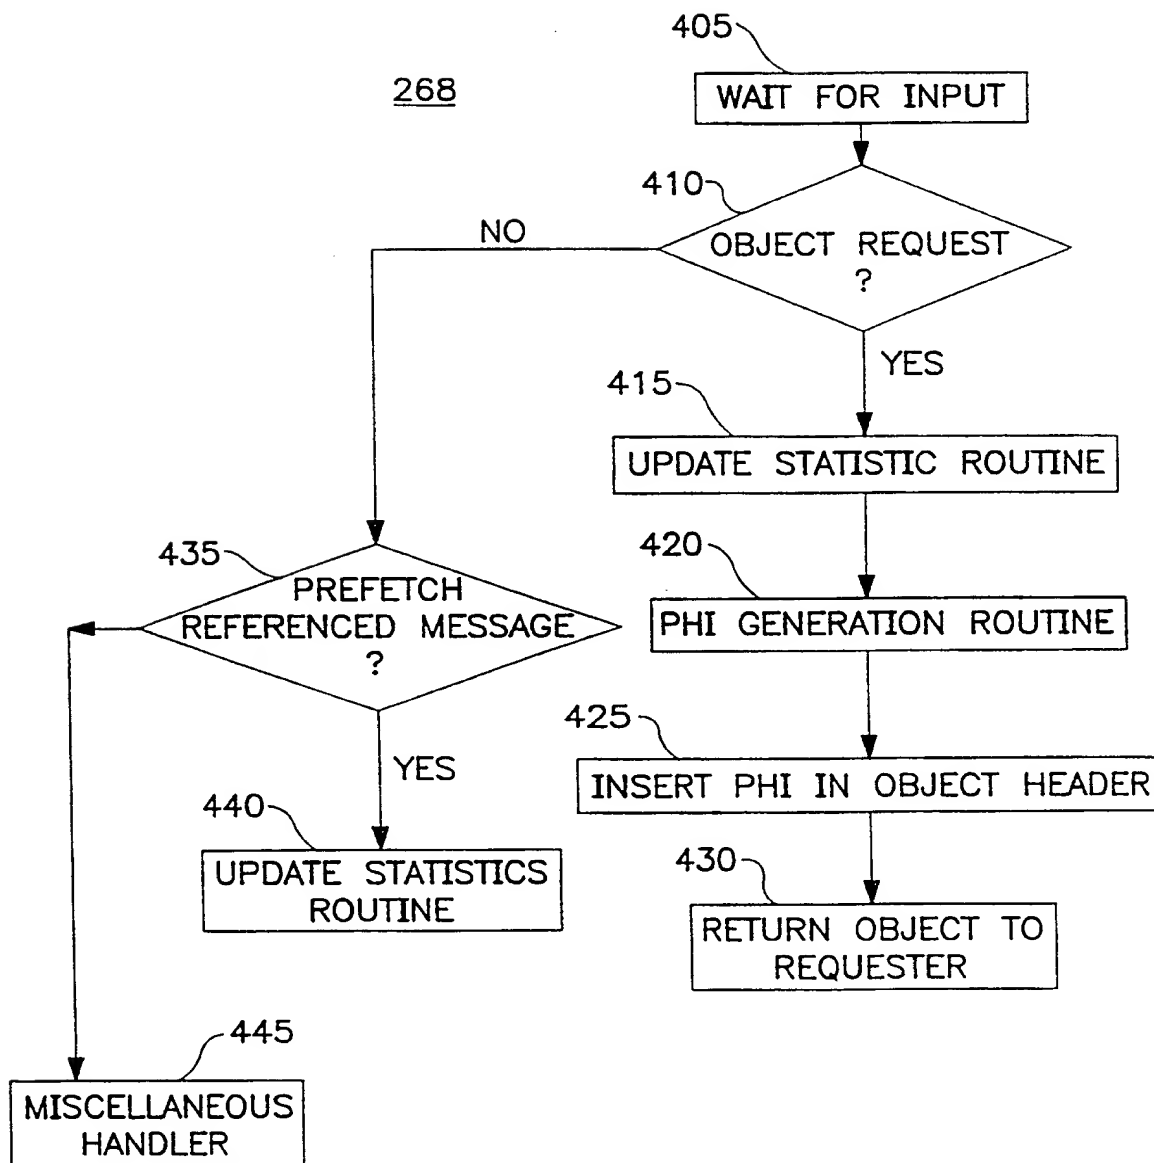 405
268
WAIT FOR INPUT
410
NO
OBJECT REQUEST
?
YES
415
UPDATE STATISTIC ROUTINE
420
PHI GENERATION ROUTINE
425
INSERT PHI IN OBJECT HEADER
430
RETURN OBJECT TO
REQUESTER
435
PREFETCH
REFERENCED MESSAGE
?
YES
440
UPDATE STATISTICS
ROUTINE
445
MISCELLANEOUS
HANDLER